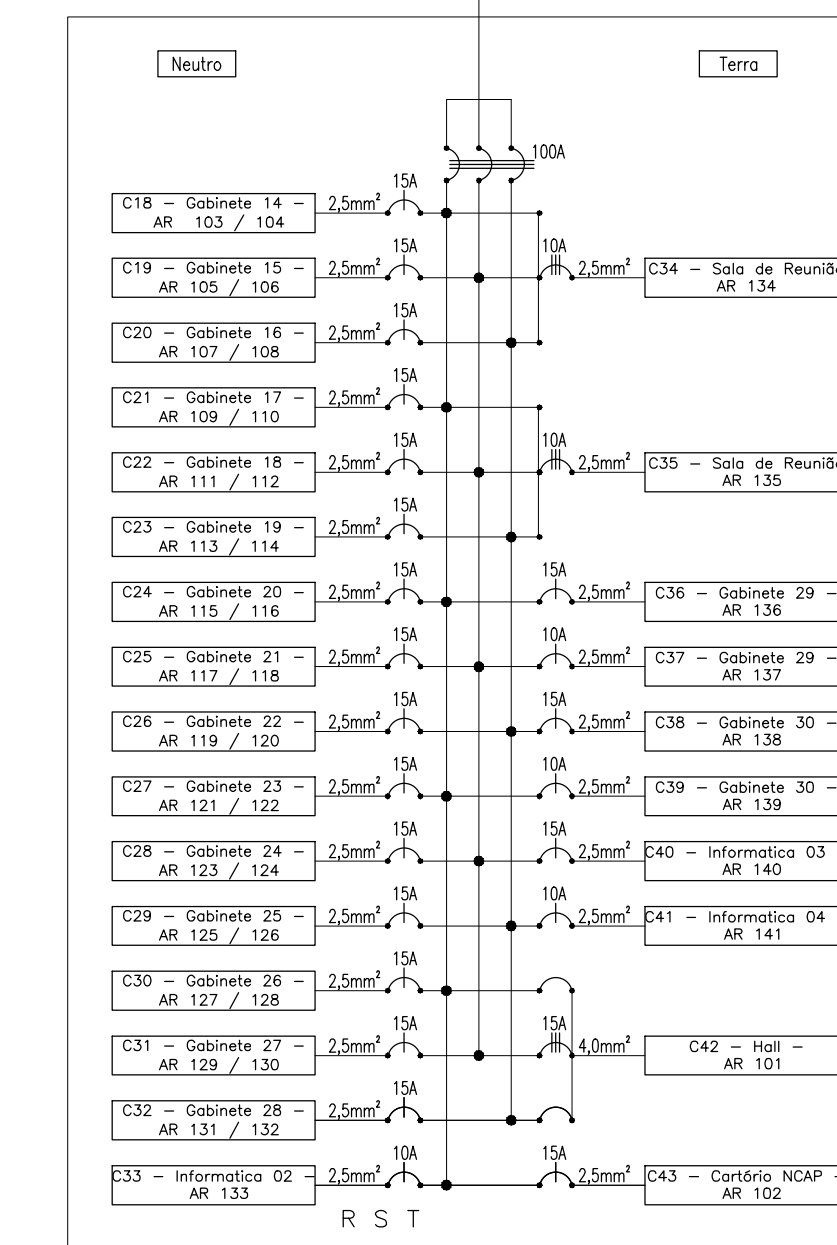 Neutro
Terra
100A
C18 – Gabinete 14 –
AR 103 / 104
2,5mm²
15A
C19 – Gabinete 15 –
AR 105 / 106
2,5mm²
15A
10A
2,5mm²
C34 – Sala de Reuniã
AR 134
C20 – Gabinete 16 –
AR 107 / 108
2,5mm²
15A
C21 – Gabinete 17 –
AR 109 / 110
2,5mm²
15A
C22 – Gabinete 18 –
AR 111 / 112
2,5mm²
15A
10A
2,5mm²
C35 – Sala de Reuniã
AR 135
C23 – Gabinete 19 –
AR 113 / 114
2,5mm²
15A
C24 – Gabinete 20 –
AR 115 / 116
2,5mm²
15A
15A
2,5mm²
C36 – Gabinete 29 –
AR 136
C25 – Gabinete 21 –
AR 117 / 118
2,5mm²
15A
10A
2,5mm²
C37 – Gabinete 29 –
AR 137
C26 – Gabinete 22 –
AR 119 / 120
2,5mm²
15A
15A
2,5mm²
C38 – Gabinete 30 –
AR 138
C27 – Gabinete 23 –
AR 121 / 122
2,5mm²
15A
10A
2,5mm²
C39 – Gabinete 30 –
AR 139
C28 – Gabinete 24 –
AR 123 / 124
2,5mm²
15A
15A
2,5mm²
C40 – Informatica 03
AR 140
C29 – Gabinete 25 –
AR 125 / 126
2,5mm²
15A
10A
2,5mm²
C41 – Informatica 04
AR 141
C30 – Gabinete 26 –
AR 127 / 128
2,5mm²
15A
C31 – Gabinete 27 –
AR 129 / 130
2,5mm²
15A
15A
4,0mm²
C42 – Hall –
AR 101
C32 – Gabinete 28 –
AR 131 / 132
2,5mm²
15A
C33 – Informatica 02 –
AR 133
2,5mm²
10A
15A
2,5mm²
C43 – Cartório NCAP –
AR 102
R S T